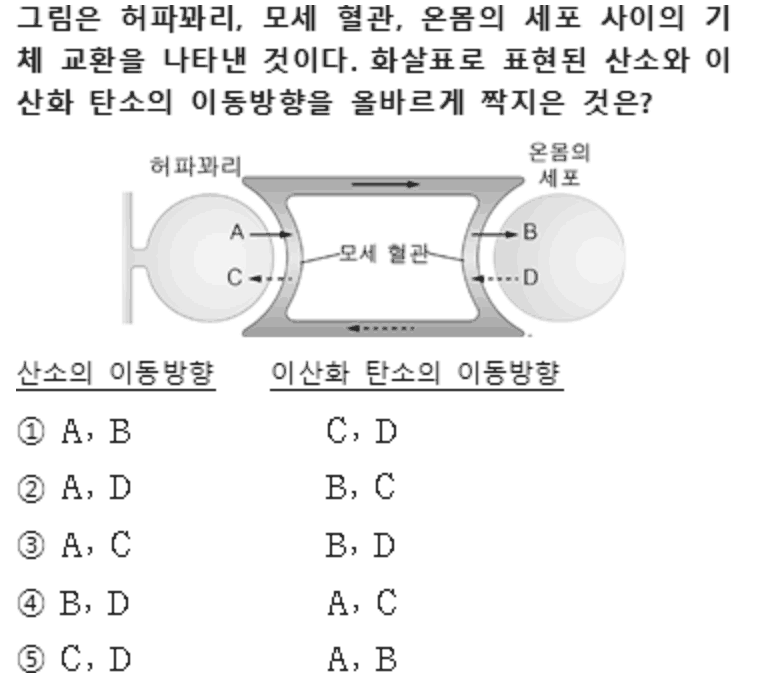 그림은 허파꽈리, 모세 혈관, 온몸의 세포 사이의 기
체 교환을 나타낸 것이다. 화살표로 표현된 산소와 이
산화 탄소의 이동방향을 올바르게 짝지은 것은?
허파꽈리
온몸의
세포
A
B
모세 혈관
C
D
산소의 이동방향 이산화 탄소의 이동방향
① A, B C, D
② A, D B, C
③ A, C B, D
④ B, D A, C
⑤ C, D A, B